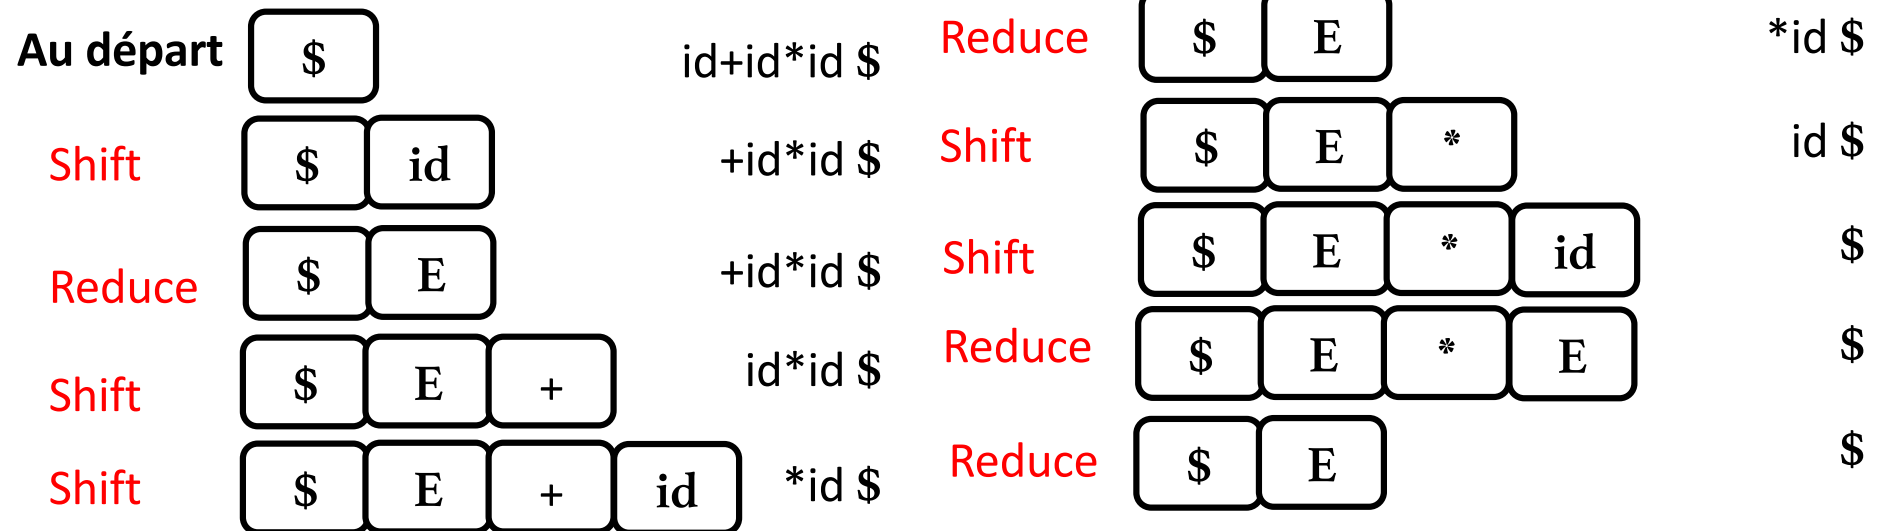 Au départ $ id+id*id $
Shift $ id +id*id $
Reduce $ E +id*id $
Shift $ E + id*id $
Shift $ E + id *id $
Reduce $ E *id $
Shift $ E * id $
Shift $ E * id $
Reduce $ E * E $
Reduce $ E $